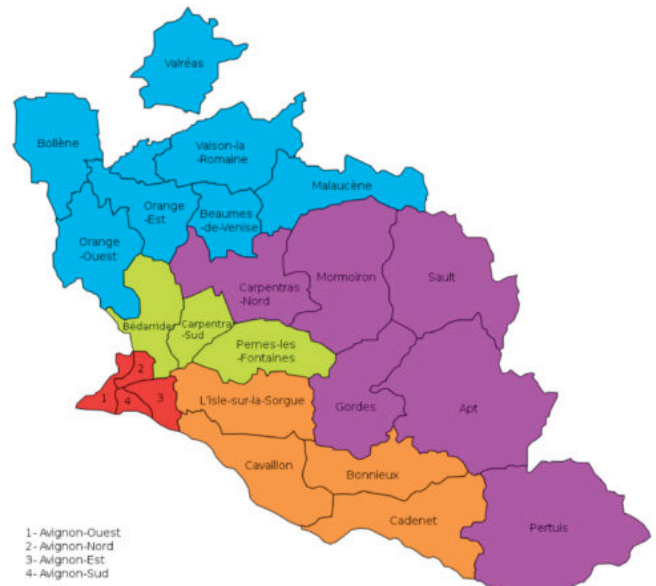 Valréas
Bollène
Vaison-la
-Romaine
Malaucène
Orange
-Est
Beaumes
-de-Venise
Orange
-Ouest
Carpentras
-Nord
Mormoiron
Sault
Bédarrider
Carpentra
-Sud
Pernes-les
-Fontaines
2
1
4
3
L'isle-sur-la-Sorgue
Gordes
Apt
Cavaillon
Bonnieux
Cadenet
Pertuis
1- Avignon-Ouest
2- Avignon-Nord
3- Avignon-Est
4- Avignon-Sud